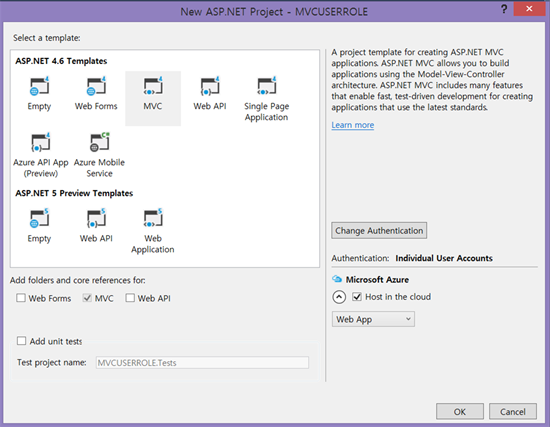 New ASP.NET Project - MVCUSERROLE
?
Select a template:
ASP.NET 4.6 Templates
Empty
Web Forms
MVC
Web API
Single Page
Application
Azure API App
(Preview)
Azure Mobile
Service
ASP.NET 5 Preview Templates
Empty
Web API
Web
Application
A project template for creating ASP.NET MVC
applications. ASP.NET MVC allows you to build
applications using the Model-View-Controller
architecture. ASP.NET MVC includes many features
that enable fast, test-driven development for creating
applications that use the latest standards.
Learn more
Change Authentication
Authentication: Individual User Accounts
Microsoft Azure
Host in the cloud
Web App
Add folders and core references for:
Web Forms MVC Web API
Add unit tests
Test project name: MVCUSERROLE.Tests
OK Cancel